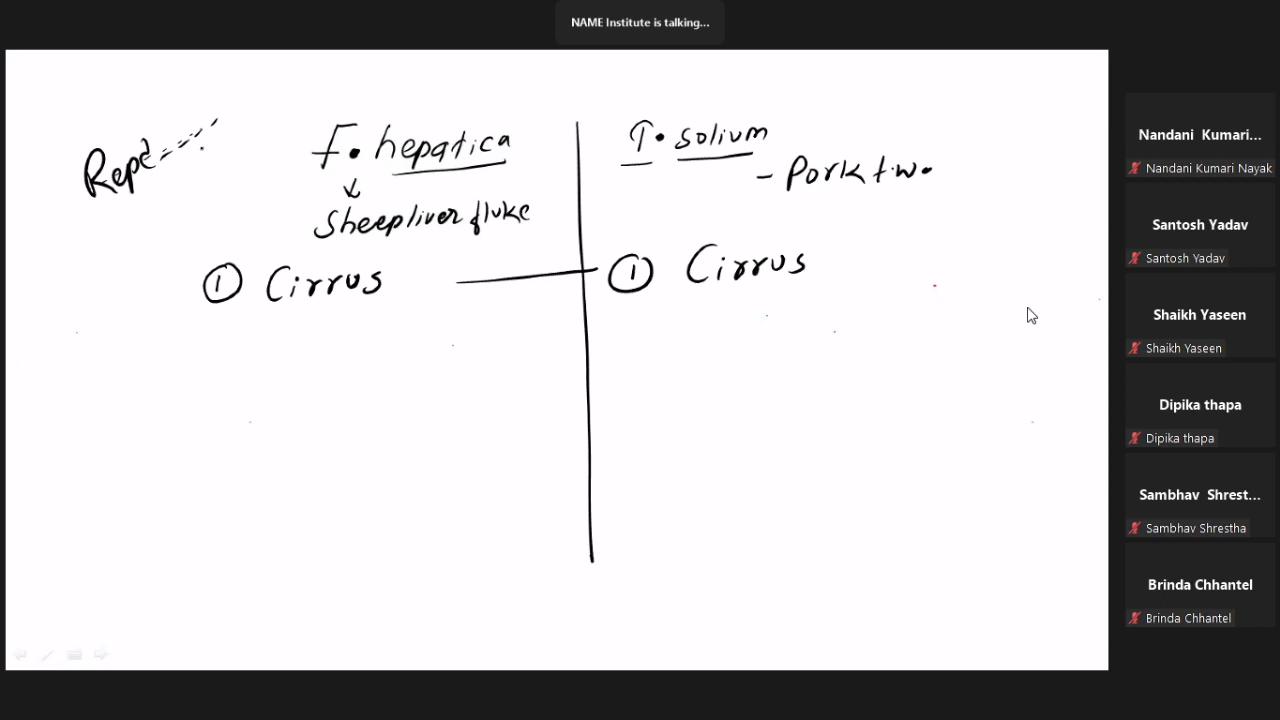 NAME Institute is talking...
Repd
F. hepatica
Sheepliver fluke
① Cirrus
T. solium
- Pork tw.
① Cirrus
Nandani Kumari...
Nandani Kumari Nayak
Santosh Yadav
Santosh Yadav
Shaikh Yaseen
Shaikh Yaseen
Dipika thapa
Dipika thapa
Sambhav Shrest...
Sambhav Shrestha
Brinda Chhantel
Brinda Chhantel